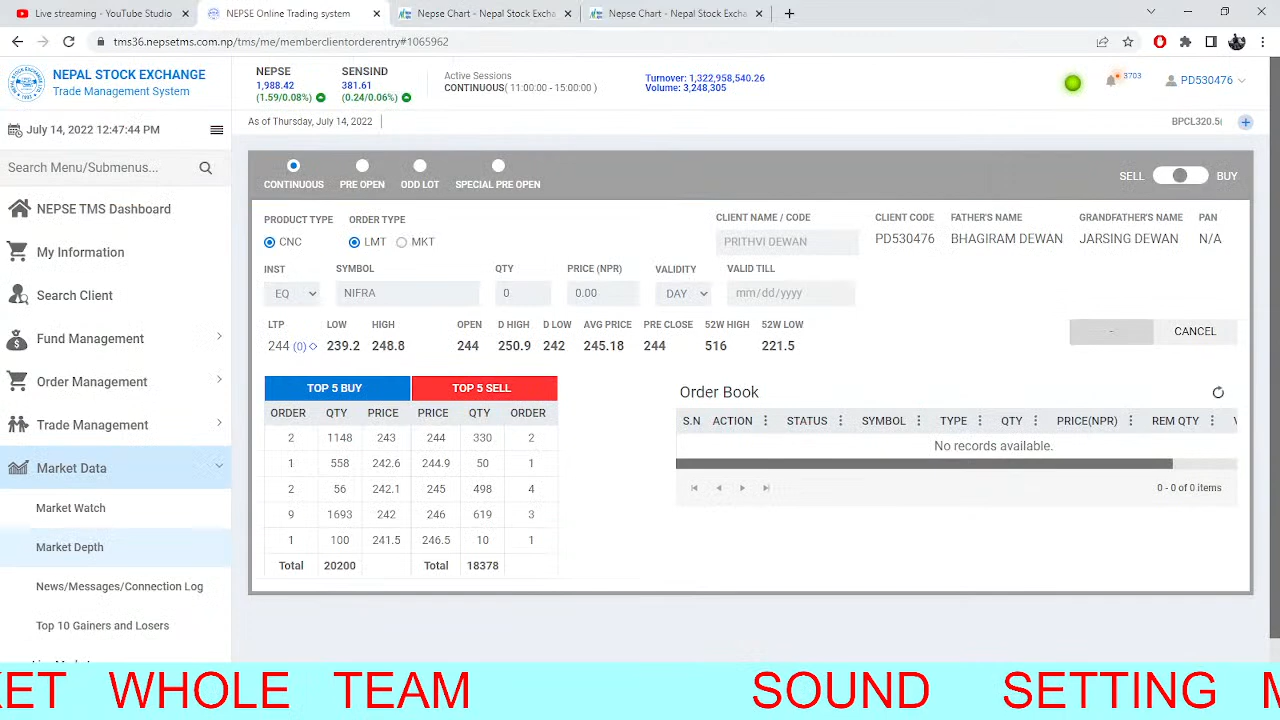 Live streaming - YouTube Studio
NEPSE Online Trading system
Nepse Chart - Nepal Stock Excha
Nepse Chart - Nepal Stock Excha
tms36.nepsetms.com.np/tms/me/memberclientorderentry#1065962
NEPAL STOCK EXCHANGE
Trade Management System
NEPSE
1,988.42
(1.59/0.08%)
SENSIND
381.61
(0.24/0.06%)
Active Sessions
CONTINUOUS( 11:00:00 - 15:00:00 )
Turnover: 1,322,958,540.26
Volume: 3,248,305
3703
PD530476
July 14, 2022 12:47:44 PM
As of Thursday, July 14, 2022
BPCL320.5(
Search Menu/Submenus...
NEPSE TMS Dashboard
My Information
Search Client
Fund Management
Order Management
Trade Management
Market Data
Market Watch
Market Depth
News/Messages/Connection Log
Top 10 Gainers and Losers
CONTINUOUS PRE OPEN ODD LOT SPECIAL PRE OPEN
SELL BUY
PRODUCT TYPE ORDER TYPE
CNC LMT MKT
CLIENT NAME / CODE CLIENT CODE FATHER'S NAME GRANDFATHER'S NAME PAN
PRITHVI DEWAN PD530476 BHAGIRAM DEWAN JARSING DEWAN N/A
INST SYMBOL QTY PRICE (NPR) VALIDITY VALID TILL
EQ NIFRA 0 0.00 DAY mm/dd/yyyy
LTP LOW HIGH OPEN D HIGH D LOW AVG PRICE PRE CLOSE 52W HIGH 52W LOW
244 (0) 239.2 248.8 244 250.9 242 245.18 244 516 221.5
- CANCEL
TOP 5 BUY TOP 5 SELL
ORDER QTY PRICE PRICE QTY ORDER
2 1148 243 244 330 2
1 558 242.6 244.9 50 1
2 56 242.1 245 498 4
9 1693 242 246 619 3
1 100 241.5 246.5 10 1
Total 20200 Total 18378
Order Book
S.N ACTION STATUS SYMBOL TYPE QTY PRICE(NPR) REM QTY
No records available.
0 - 0 of 0 items
KET WHOLE TEAM SOUND SETTING M